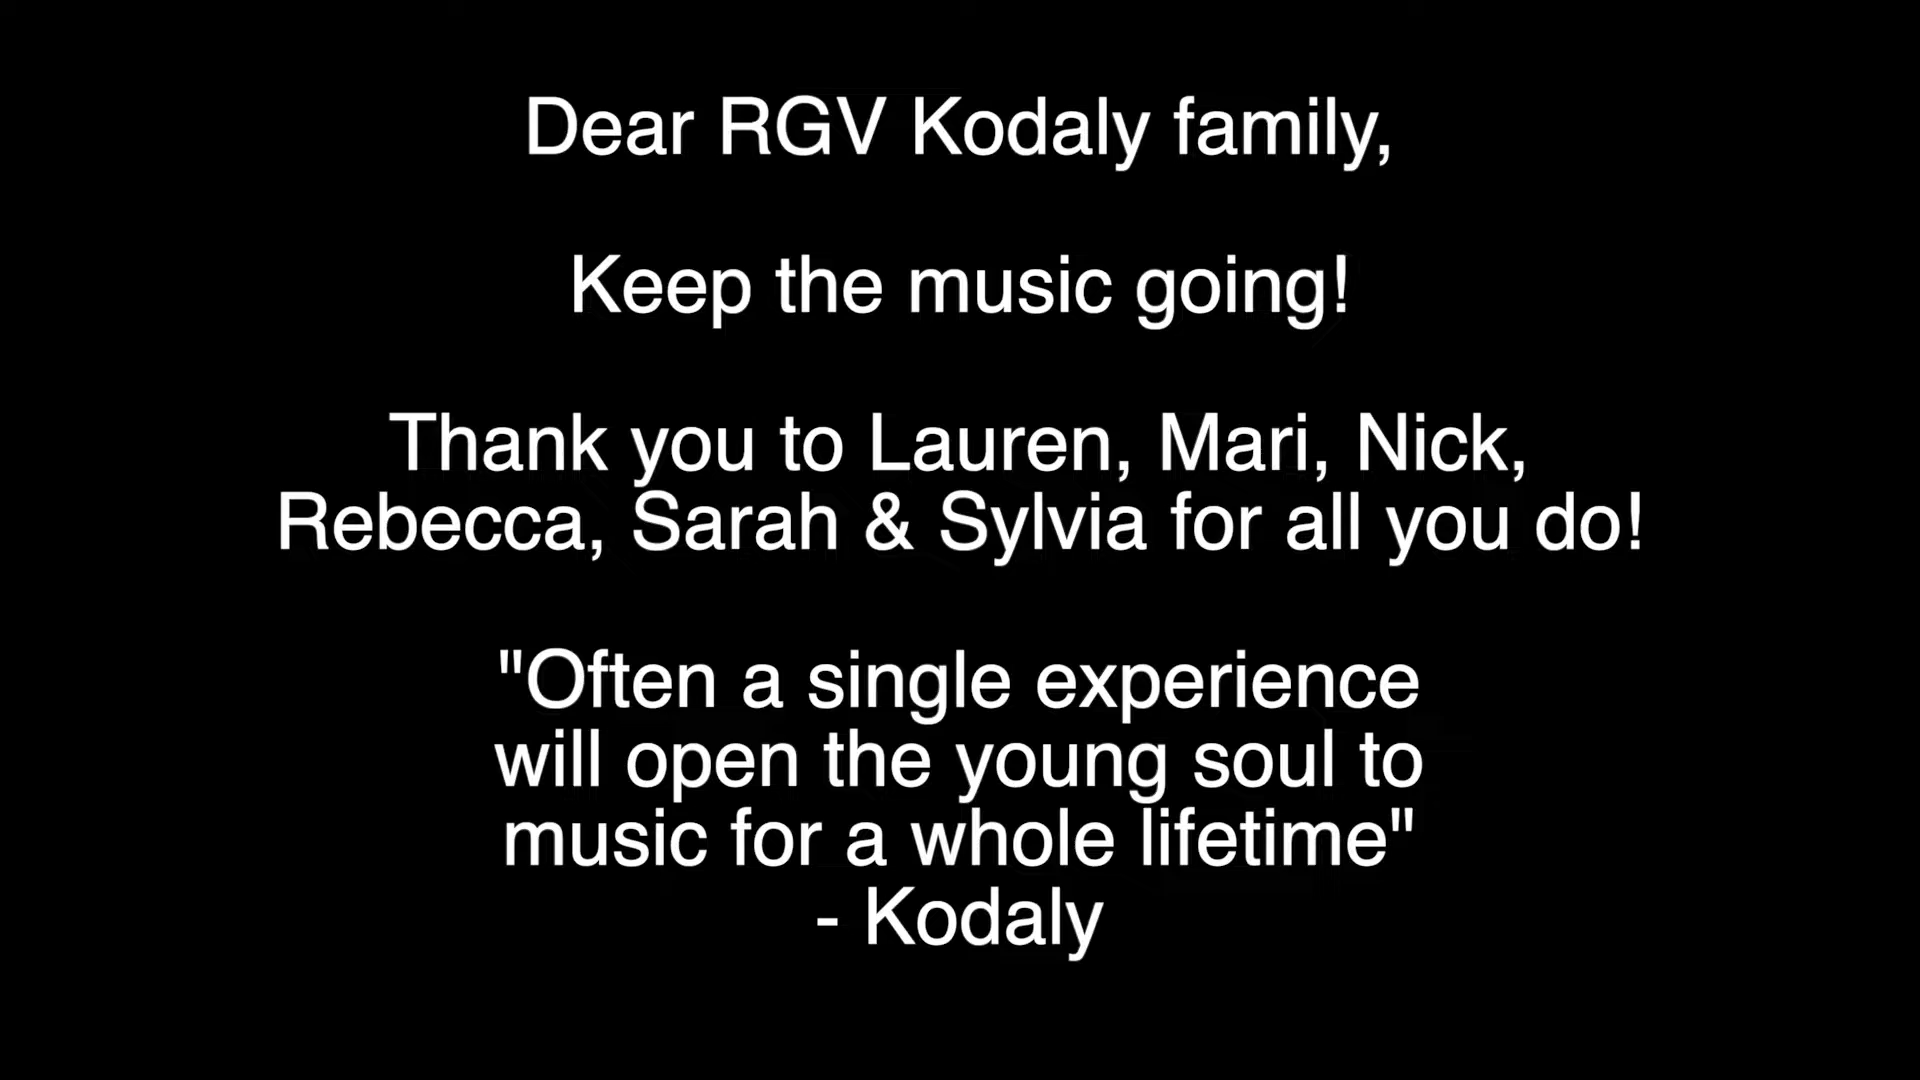 Dear RGV Kodaly family,
Keep the music going!
Thank you to Lauren, Mari, Nick,
Rebecca, Sarah & Sylvia for all you do!
"Often a single experience
will open the young soul to
music for a whole lifetime"
- Kodaly